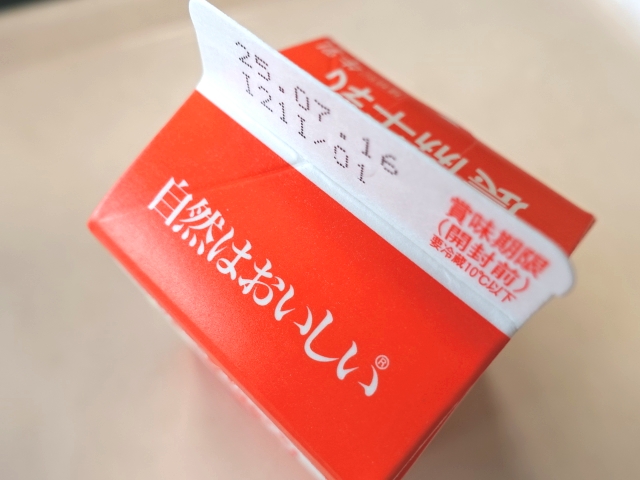 25.07.16
121I/01
賞味期限
(開封前)
要冷蔵10℃以下
自然はおいしい®